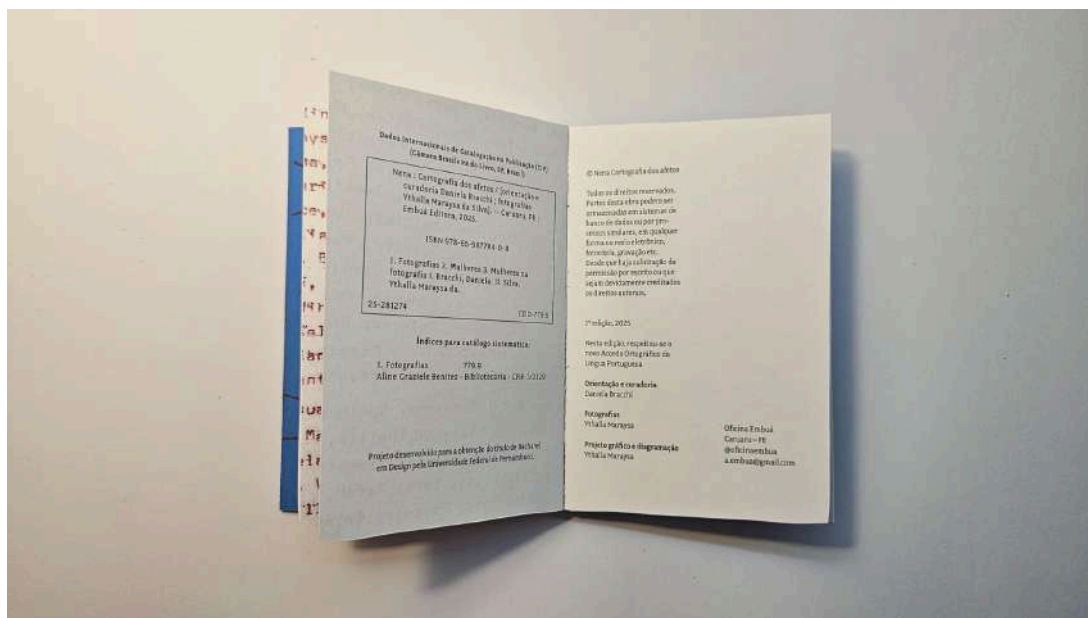 Dados Internacionais de Catalogação na Publicação (CIP)
(Câmara Brasileira do Livro, SP, Brasil)
Nena : Cartografia dos afetos / [orientação e
curadoria Daniela Bracchi ; fotografias
Ythalla Maraysa da Silva]. -- Caruaru, PE :
Embuá Editora, 2025.
ISBN 978-65-987784-0-8
1. Fotografias 2. Mulheres 3. Mulheres na
fotografia I. Bracchi, Daniela. II. Silva,
Ythalla Maraysa da.
25-281274
CDD-779.9
Índices para catálogo sistemático:
1. Fotografias 779.9
Aline Graziele Benitez - Bibliotecária - CRB-1/3129
Projeto desenvolvido para a obtenção do título de Bacharel
em Design pela Universidade Federal de Pernambuco.
© Nena Cartografia dos afetos
Todos os direitos reservados.
Partes desta obra podem ser
armazenadas em sistemas de
banco de dados ou por pro-
cessos similares, em qualquer
forma ou meio eletrônico,
fotocópia, gravação etc.
Desde que haja solicitação de
permissão por escrito ou que
sejam devidamente creditados
os direitos autorais.
1ª edição, 2025
Nesta edição, respeitou-se o
novo Acordo Ortográfico da
Língua Portuguesa
Orientação e curadoria
Daniela Bracchi
Fotografias
Ythalla Maraysa
Projeto gráfico e diagramação
Ythalla Maraysa
Oficina Embuá
Caruaru – PE
@oficinaembua
a.embua@gmail.com